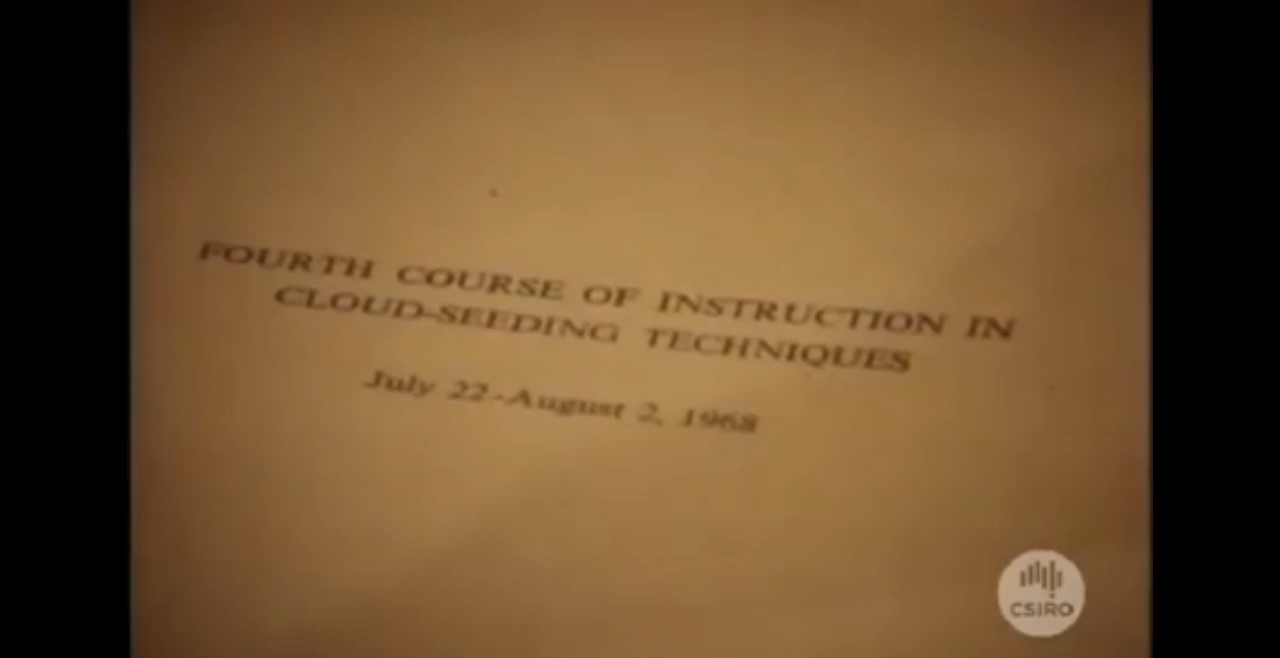 FOURTH COURSE OF INSTRUCTION IN
CLOUD-SEEDING TECHNIQUES
July 22-August 2, 1968
CSIRO